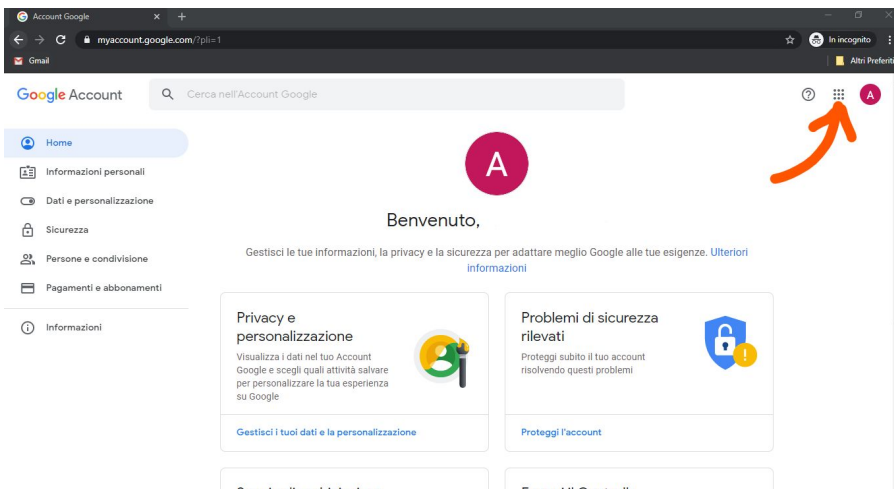 Account Google
myaccount.google.com/?pli=1
In incognito
Gmail
Altri Preferiti
Google Account
Cerca nell'Account Google
A
Home
Informazioni personali
Dati e personalizzazione
Sicurezza
Persone e condivisione
Pagamenti e abbonamenti
Informazioni
A
Benvenuto,
Gestisci le tue informazioni, la privacy e la sicurezza per adattare meglio Google alle tue esigenze. Ulteriori
informazioni
Privacy e
personalizzazione
Visualizza i dati nel tuo Account
Google e scegli quali attività salvare
per personalizzare la tua esperienza
su Google
Gestisci i tuoi dati e la personalizzazione
Problemi di sicurezza
rilevati
Proteggi subito il tuo account
risolvendo questi problemi
Proteggi l'account